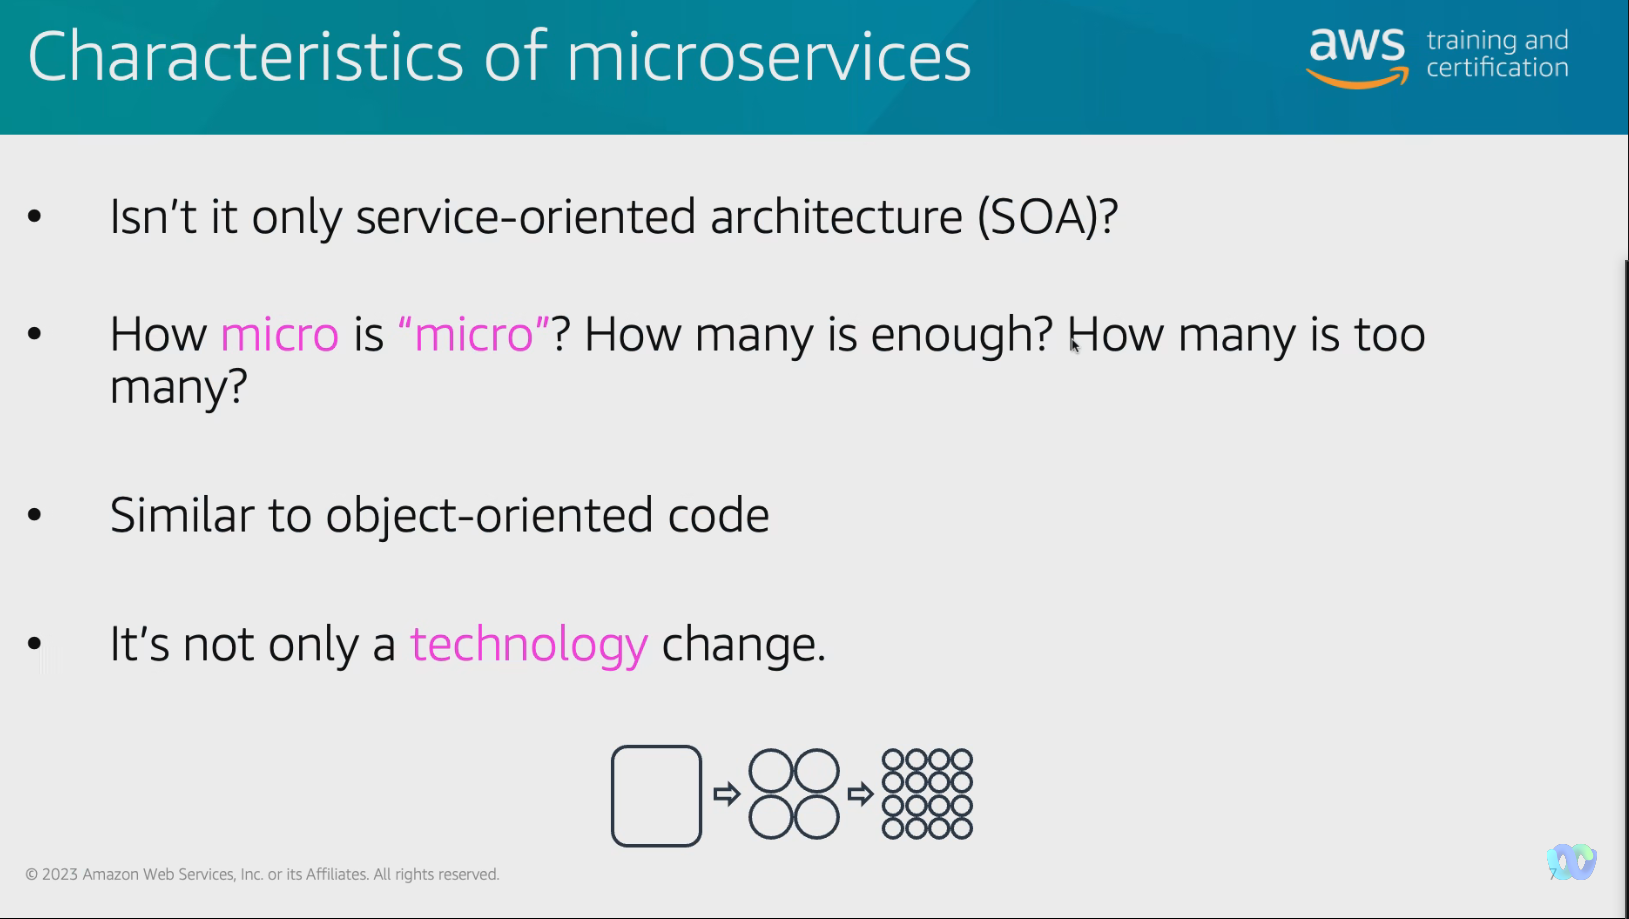 Characteristics of microservices
aws training and certification
• Isn’t it only service-oriented architecture (SOA)?
• How micro is “micro”? How many is enough? How many is too
many?
• Similar to object-oriented code
• It’s not only a technology change.
© 2023 Amazon Web Services, Inc. or its Affiliates. All rights reserved.
7